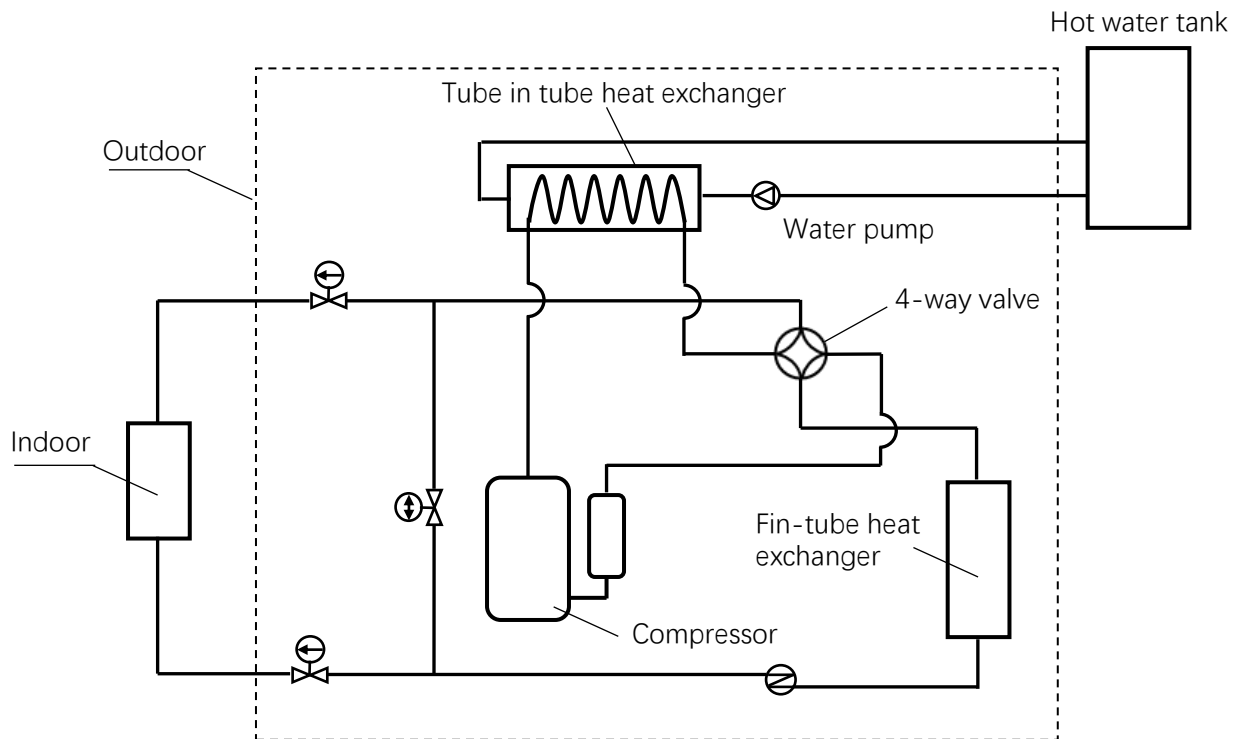 Hot water tank
Tube in tube heat exchanger
Outdoor
Water pump
4-way valve
Indoor
Fin-tube heat
exchanger
Compressor